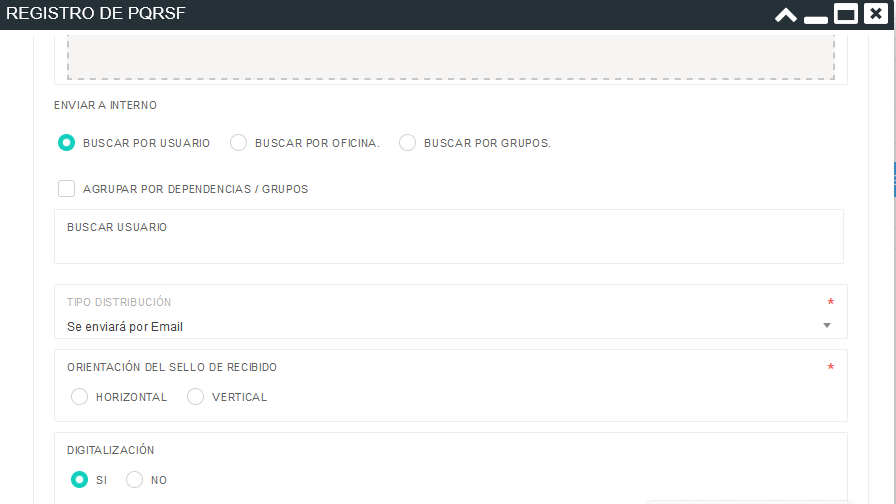 REGISTRO DE PQRSF
ENVIAR A INTERNO
BUSCAR POR USUARIO BUSCAR POR OFICINA. BUSCAR POR GRUPOS.
AGRUPAR POR DEPENDENCIAS / GRUPOS
BUSCAR USUARIO
TIPO DISTRIBUCIÓN *
Se enviará por Email
ORIENTACIÓN DEL SELLO DE RECIBIDO *
HORIZONTAL VERTICAL
DIGITALIZACIÓN
SI NO